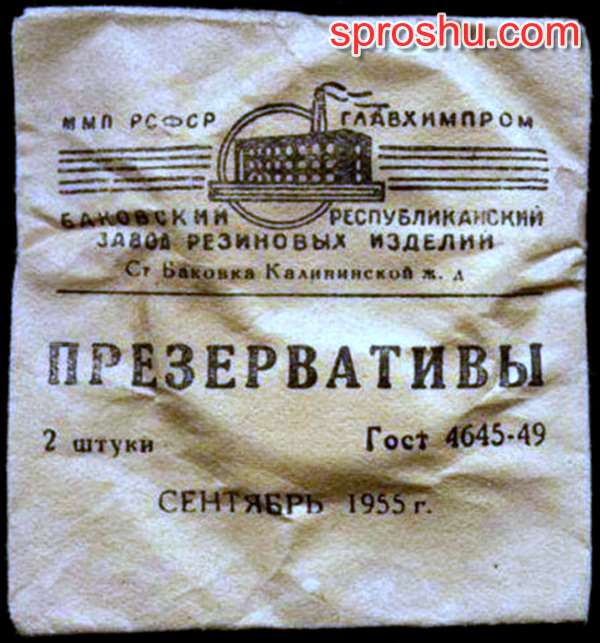 sproshu.com
ММП РСФСР ГЛАВХИМПРОМ
БАКОВСКИЙ РЕСПУБЛИКАНСКИЙ
ЗАВОД РЕЗИНОВЫХ ИЗДЕЛИЙ
Ст Баковка Калининской ж. д
ПРЕЗЕРВАТИВЫ
2 штуки Гост 4645-49
СЕНТЯБРЬ 1955 г.